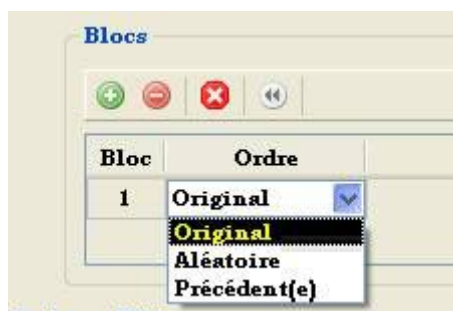 Blocs
Bloc Ordre
1 Original
Original
Aléatoire
Précédent(e)